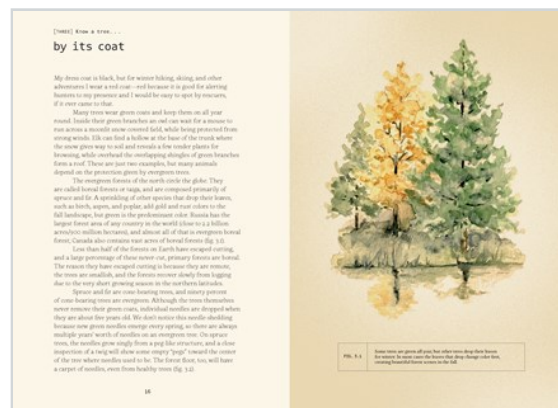 [THREE] Know a tree...
by its coat
My dress coat is black, but for winter hiking, skiing, and other
adventures I wear a red coat—red because it is good for alerting
hunters to my presence and I would be easy to spot by rescuers,
if it ever came to that.
Many trees wear green coats and keep them on all year
round. Inside their green branches an owl can wait for a mouse to
run across a moonlit snow covered field, while being protected from
strong winds. Elk can find a hollow at the base of the trunk where
the snow gives way to soil and reveals a few tender plants for
browsing, while overhead the overlapping shingles of green branches
form a roof. These are just two examples, but many animals
depend on the protection given by evergreen trees.
The evergreen forests of the north circle the globe. They
are called boreal forests or taiga, and are composed primarily of
spruce and fir. A sprinkling of other species that drop their leaves,
such as birch, aspen, and poplar, add gold and rust colors to the
fall landscape, but green is the predominant color. Russia has the
largest forest area of any country in the world (close to 2.2 billion
acres/900 million hectares), and almost all of that is evergreen boreal
forest; Canada also contains vast acres of boreal forests (fig. 3.1).
Less than half of the forests on Earth have escaped cutting,
and a large percentage of these never-cut, primary forests are boreal.
The reason they have escaped cutting is because they are remote,
the trees are smallish, and the forests recover slowly from logging
due to the very short growing season in the northern latitudes.
Spruce and fir are cone-bearing trees, and ninety percent
of cone-bearing trees are evergreen. Although the trees themselves
never remove their green coats, individual needles are dropped when
they are about five years old. We don't notice this needle shedding
because new green needles emerge every spring, so there are always
multiple years' worth of needles on an evergreen tree. On spruce
trees, the needles grow singly from a peg like structure, and a close
inspection of a twig will show some empty "pegs" toward the center
of the tree where needles used to be. The forest floor, too, will have
a carpet of needles, even from healthy trees (fig. 3.2).
FIG. 3.1
Some trees are green all year, but other trees drop their leaves
for winter. In most cases the leaves that drop change color first,
creating beautiful forest scenes in the fall.